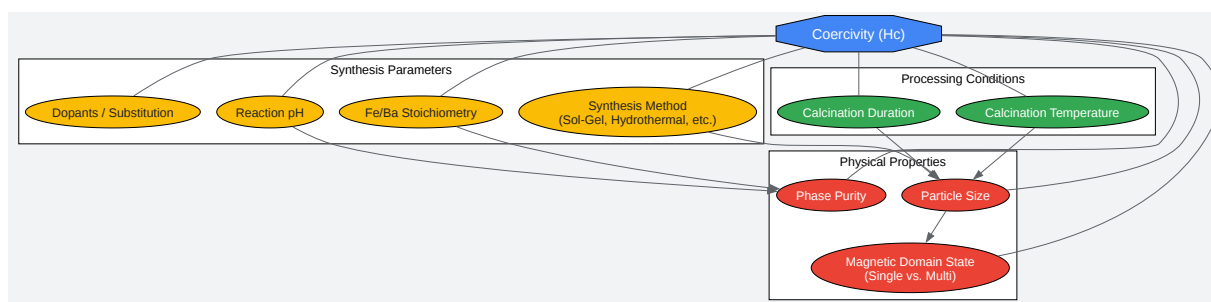 Coercivity (Hc)
Synthesis Parameters
Processing Conditions
Dopants / Substitution
Reaction pH
Fe/Ba Stoichiometry
Synthesis Method
(Sol-Gel, Hydrothermal, etc.)
Calcination Duration
Calcination Temperature
Physical Properties
Phase Purity
Particle Size
Magnetic Domain State
(Single vs. Multi)